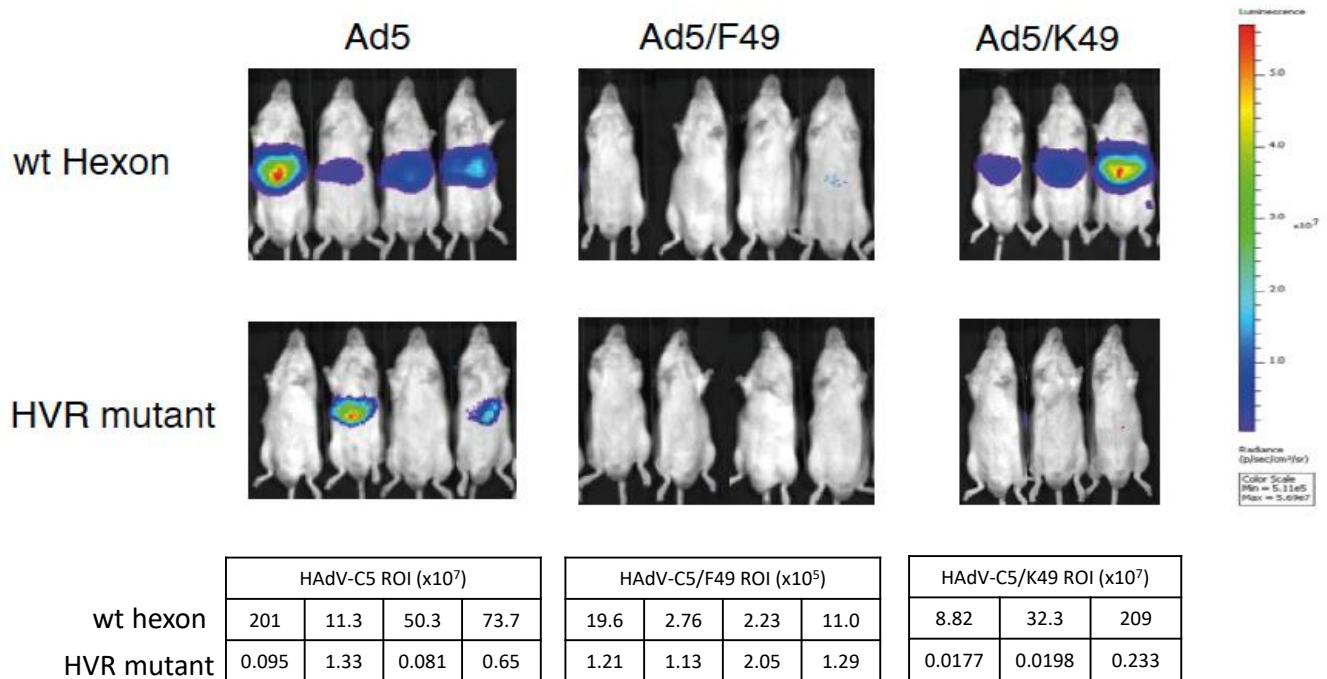 Ad5 Ad5/F49 Ad5/K49
Luminescence
5.0
4.0
3.0
x10⁷
2.0
1.0
Radiance
(p/sec/cm²/sr)
Color Scale
Min = 5.11e5
Max = 5.69e7
wt Hexon
HVR mutant
HAdV-C5 ROI (x10⁷) HAdV-C5/F49 ROI (x10⁵) HAdV-C5/K49 ROI (x10⁷)
wt hexon 201 11.3 50.3 73.7 19.6 2.76 2.23 11.0 8.82 32.3 209
HVR mutant 0.095 1.33 0.081 0.65 1.21 1.13 2.05 1.29 0.0177 0.0198 0.233